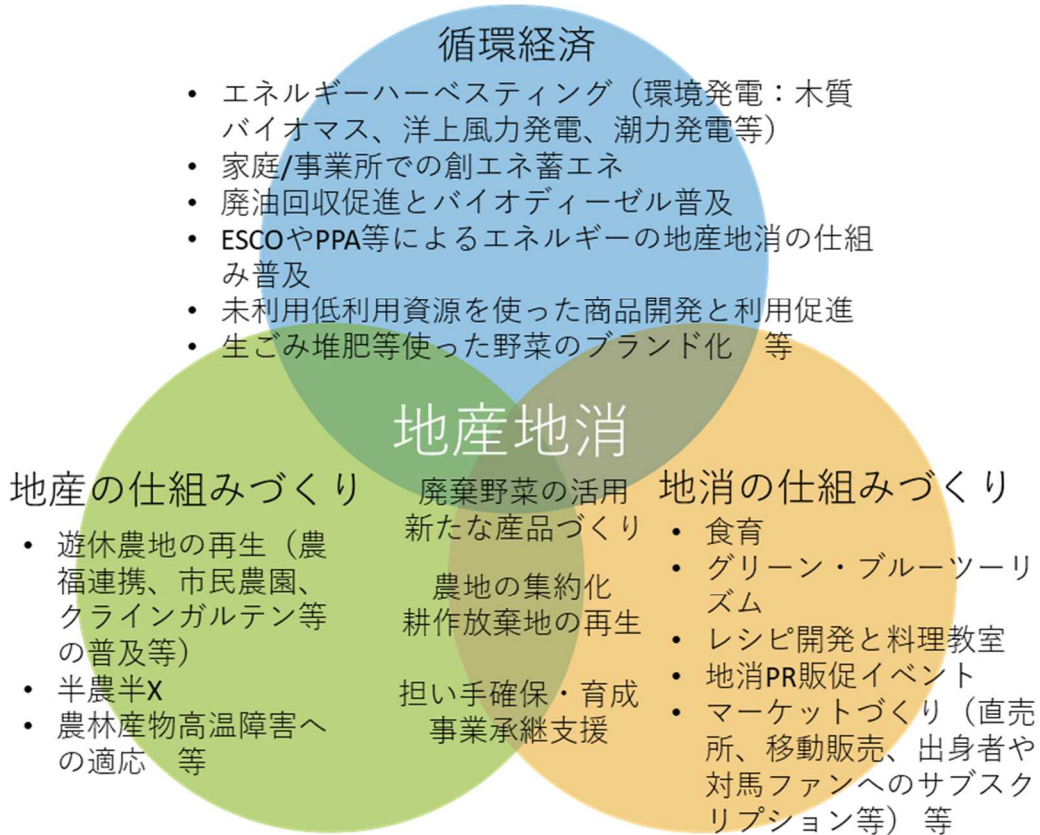 循環経済
• エネルギーハーベスティング（環境発電：木質
バイオマス、洋上風力発電、潮力発電等）
• 家庭/事業所での創エネ蓄エネ
• 廃油回収促進とバイオディーゼル普及
• ESCOやPPA等によるエネルギーの地産地消の仕組
み普及
• 未利用低利用資源を使った商品開発と利用促進
• 生ごみ堆肥等使った野菜のブランド化　等
地産地消
地産の仕組みづくり
• 遊休農地の再生（農
福連携、市民農園、
クラインガルテン等
の普及等）
• 半農半X
• 農林産物高温障害へ
の適応　等
廃棄野菜の活用
新たな産品づくり
農地の集約化
耕作放棄地の再生
担い手確保・育成
事業承継支援
地消の仕組みづくり
• 食育
• グリーン・ブルーツーリ
ズム
• レシピ開発と料理教室
• 地消PR販促イベント
• マーケットづくり（直売
所、移動販売、出身者や
対馬ファンへのサブスク
リプション等） 等